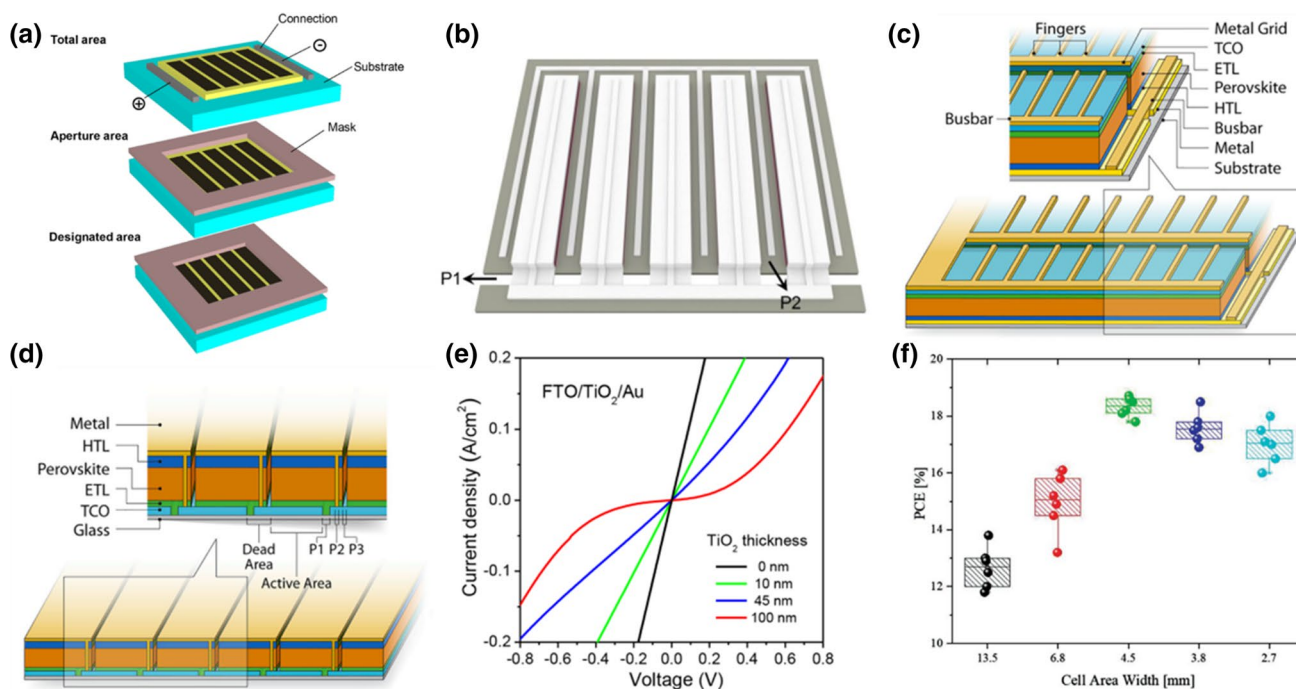 (a)
Total area
Connection
⊖
Substrate
⊕
Aperture area
Mask
Designated area
(b)
P1
P2
(c)
Fingers
Metal Grid
TCO
ETL
Perovskite
HTL
Busbar
Busbar
Metal
Substrate
(d)
Metal
HTL
Perovskite
ETL
TCO
Glass
Dead
Area
Active Area
P1 P2 P3
(e)
FTO/TiO₂/Au
Current density (A/cm²)
0.2
0.1
0.0
-0.1
-0.2
TiO₂ thickness
0 nm
10 nm
45 nm
100 nm
-0.8 -0.6 -0.4 -0.2 0.0 0.2 0.4 0.6 0.8
Voltage (V)
(f)
PCE [%]
20
18
16
14
12
10
13.5 6.8 4.5 3.8 2.7
Cell Area Width [mm]